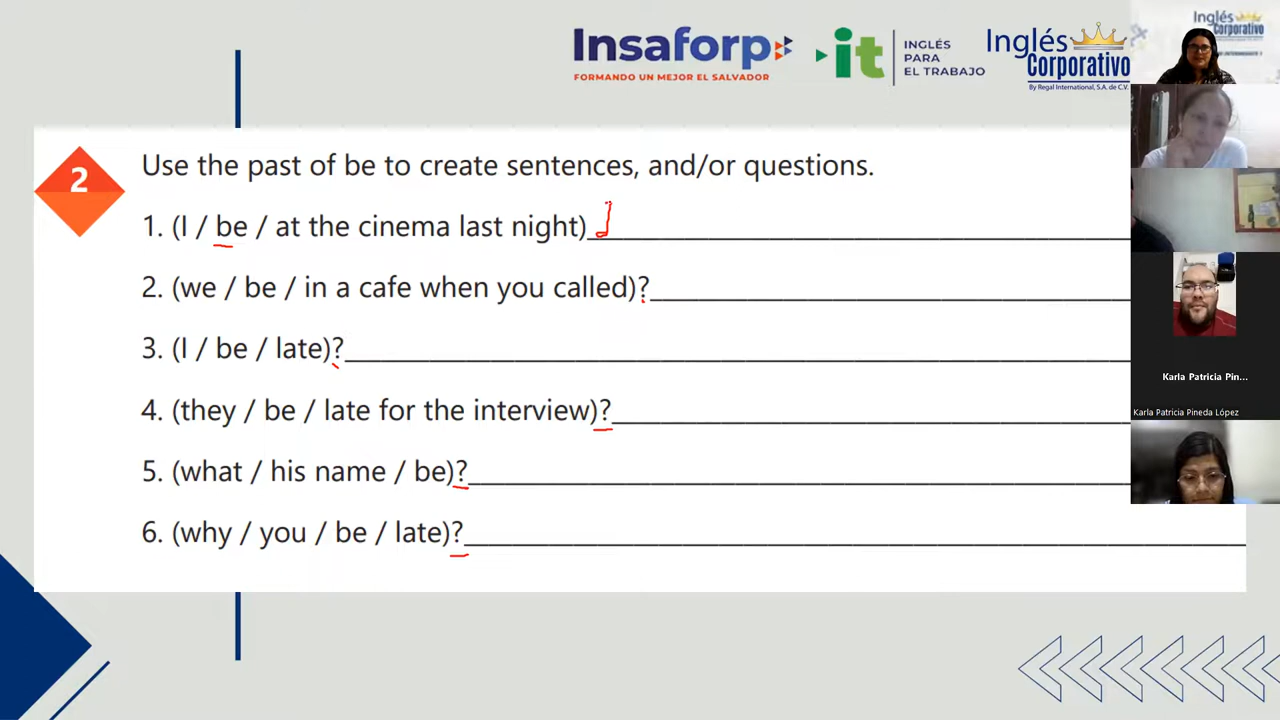 Insaforp
FORMANDO UN MEJOR EL SALVADOR
it
INGLÉS
PARA
EL TRABAJO
Inglés
Corporativo
By Regal International, S.A. de C.V.
Inglés
Corporativo
2
Use the past of be to create sentences, and/or questions.
1. (I / be / at the cinema last night)
2. (we / be / in a cafe when you called)?
3. (I / be / late)?
4. (they / be / late for the interview)?
5. (what / his name / be)?
6. (why / you / be / late)?
Karla Patricia Pin...
Karla Patricia Pineda López